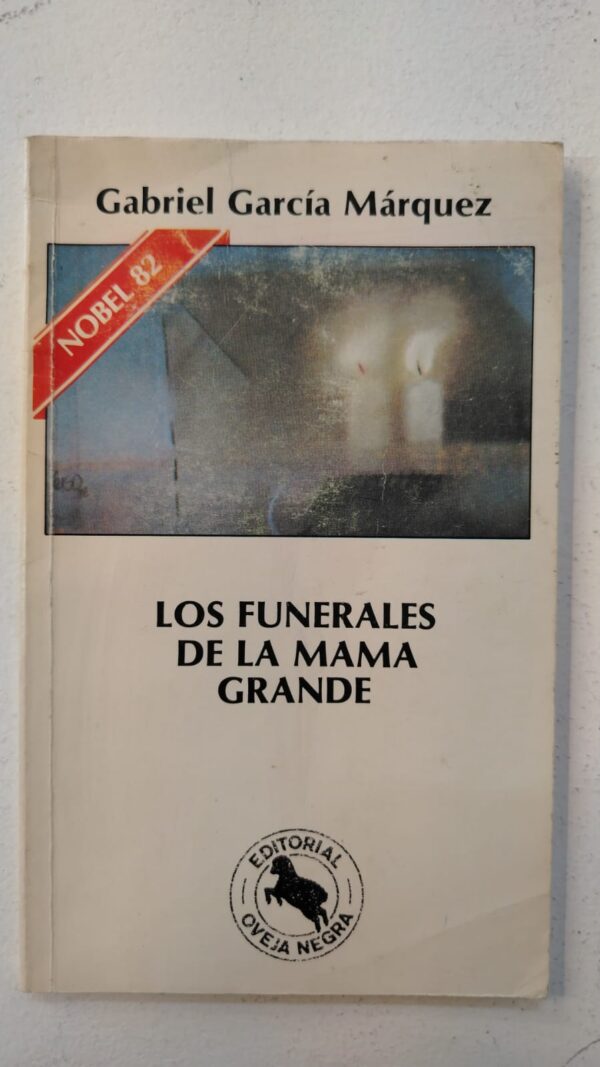 Gabriel García Márquez
NOBEL 82
LOS FUNERALES
DE LA MAMA
GRANDE
EDITORIAL
OVEJA NEGRA